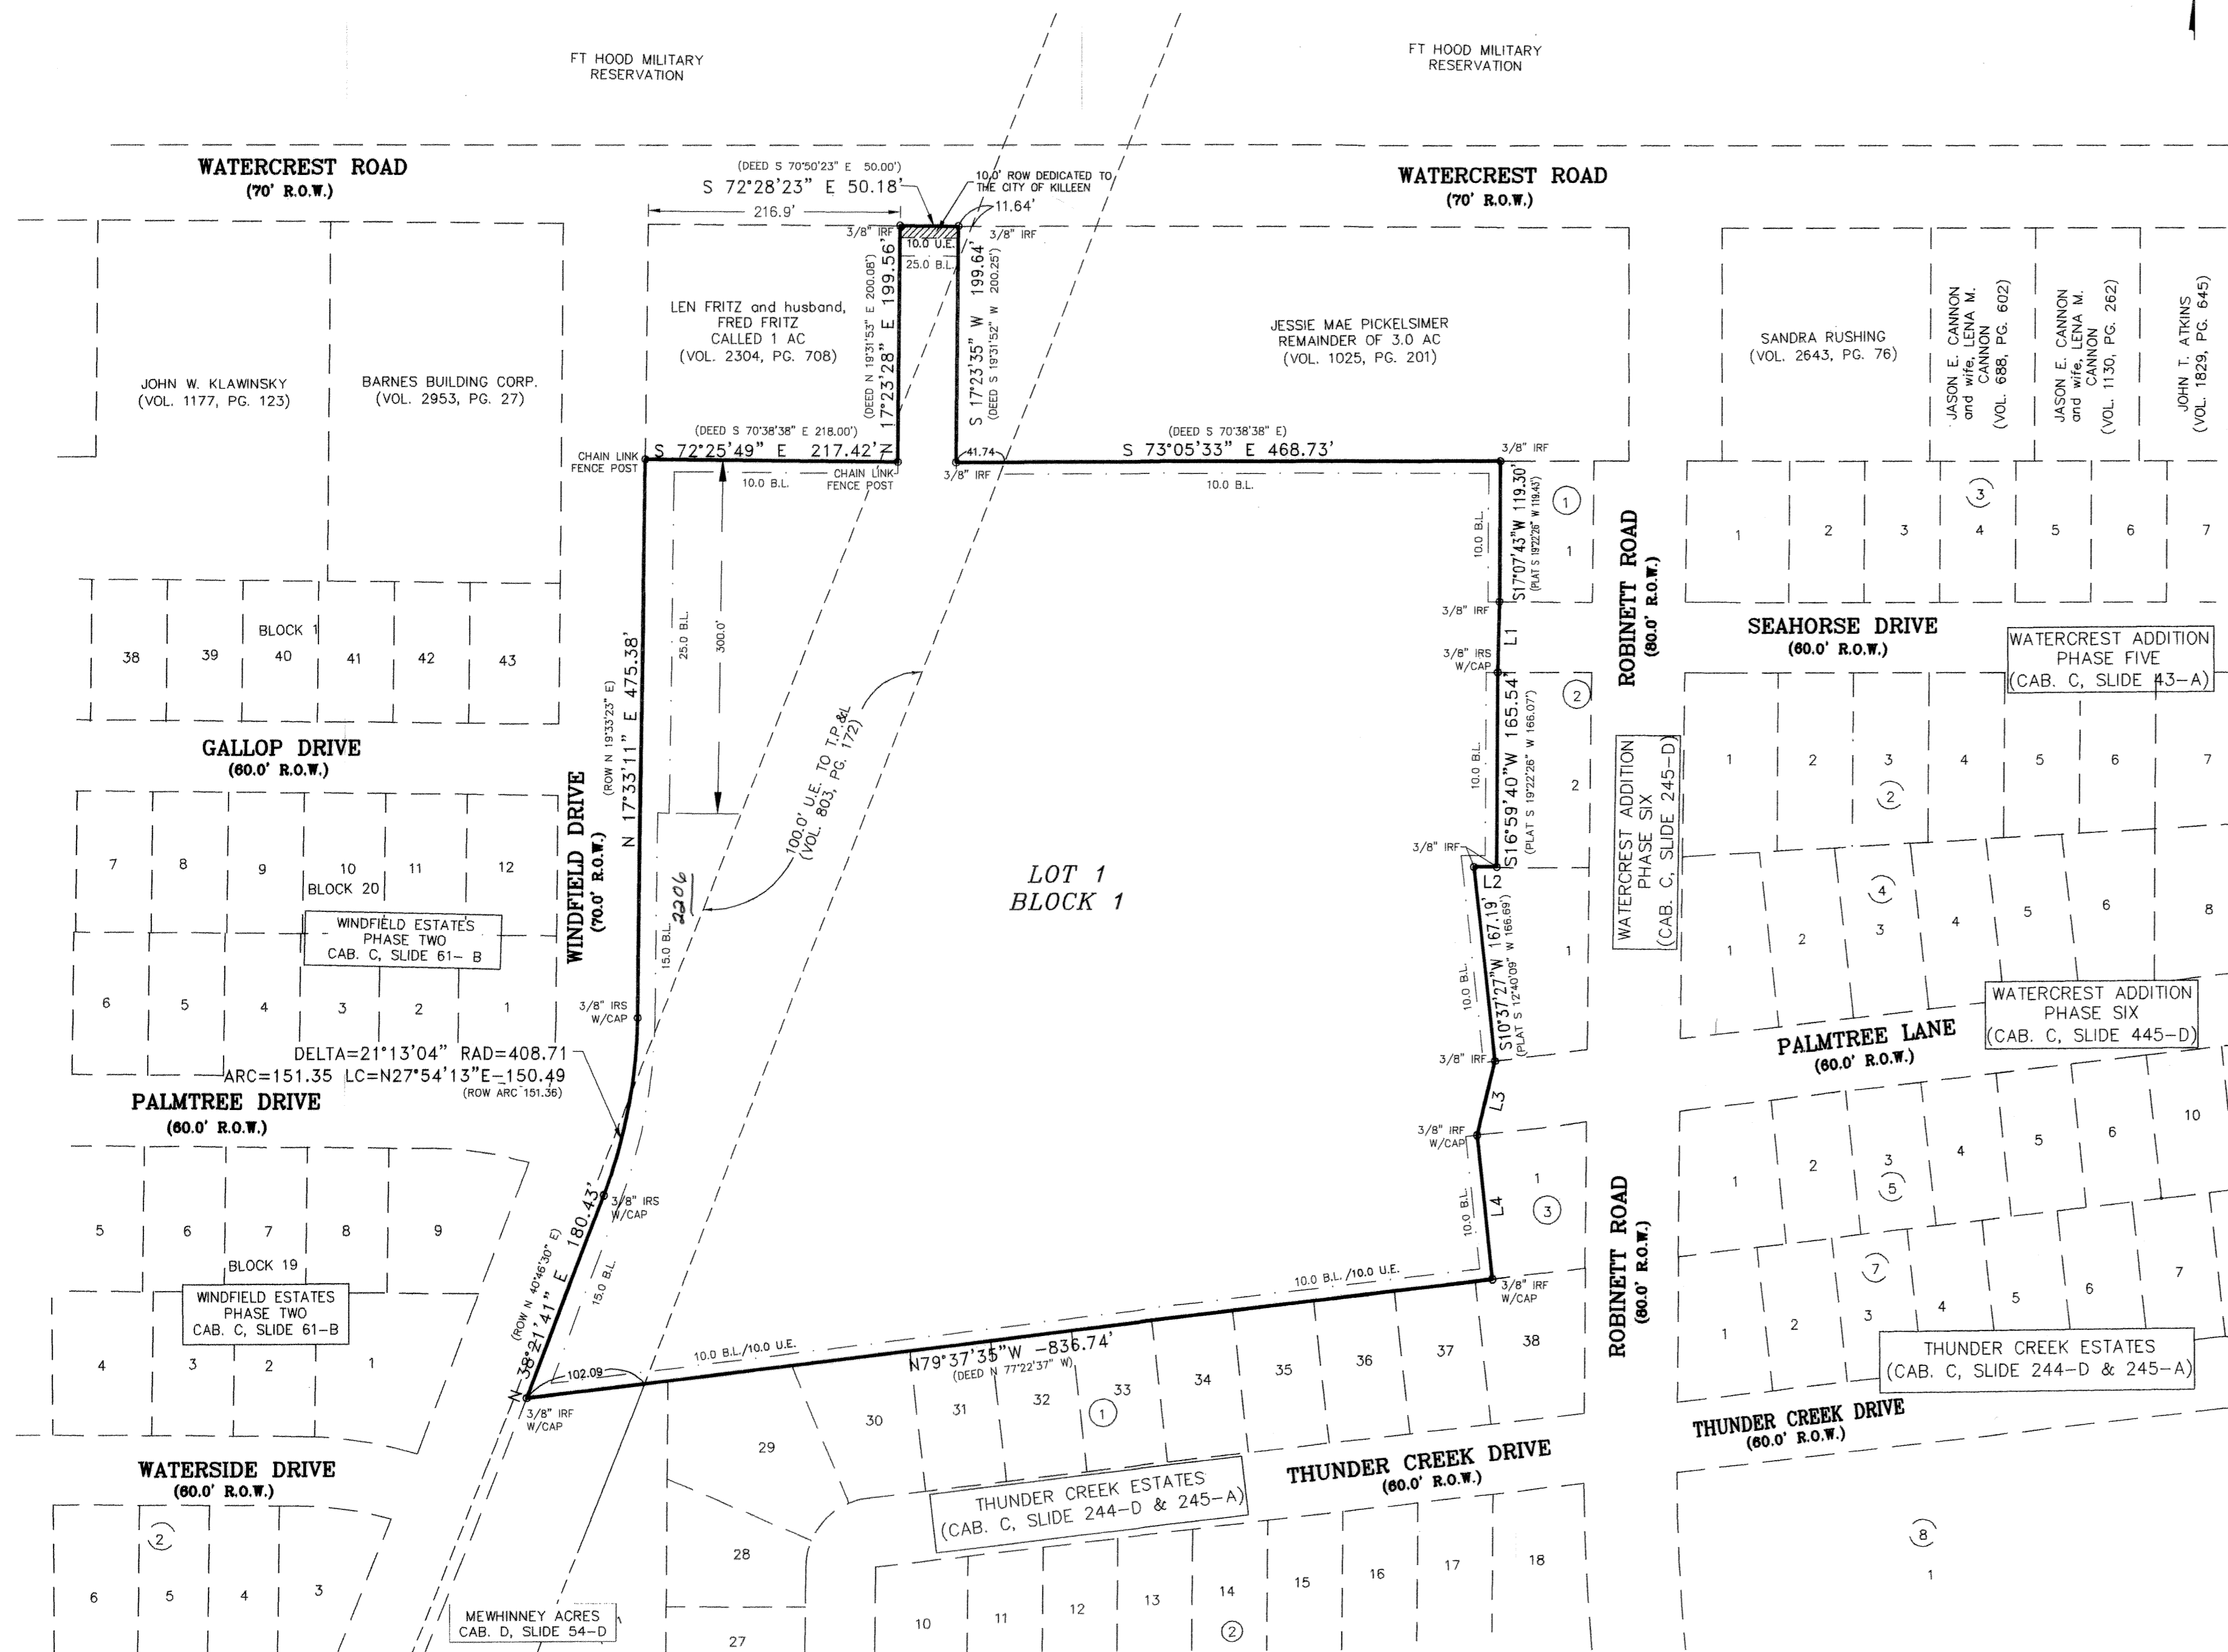 FT HOOD MILITARY
RESERVATION
FT HOOD MILITARY
RESERVATION
WATERCREST ROAD
(70' R.O.W.)
(DEED S 70°50'23" E 50.00')
S 72°28'23" E 50.18'
10.0' ROW DEDICATED TO
THE CITY OF KILLEEN
216.9'
11.64'
WATERCREST ROAD
(70' R.O.W.)
3/8" IRF
3/8" IRF
10.0 U.E.
25.0 B.L.
(DEED N 19°31'53" E 200.08')
N 17°23'28" E 199.56'
S 17°23'35" W 199.64'
(DEED S 19°31'52" W 200.25')
JOHN W. KLAWINSKY
(VOL. 1177, PG. 123)
BARNES BUILDING CORP.
(VOL. 2953, PG. 27)
LEN FRITZ and husband,
FRED FRITZ
CALLED 1 AC
(VOL. 2304, PG. 708)
JESSIE MAE PICKELSIMER
REMAINDER OF 3.0 AC
(VOL. 1025, PG. 201)
SANDRA RUSHING
(VOL. 2643, PG. 76)
JASON E. CANNON
and wife, LENA M.
CANNON
(VOL. 688, PG. 602)
JASON E. CANNON
and wife, LENA M.
CANNON
(VOL. 1130, PG. 262)
JOHN T. ATKINS
(VOL. 1829, PG. 645)
(DEED S 70°38'38" E 218.00')
S 72°25'49" E 217.42'
CHAIN LINK
FENCE POST
CHAIN LINK
FENCE POST
10.0 B.L.
41.74
3/8" IRF
(DEED S 70°38'38" E)
S 73°05'33" E 468.73'
10.0 B.L.
3/8" IRF
10.0 B.L.
S17°07'43"W 119.30'
(PLAT S 19°22'26" W 119.43')
1
1
3/8" IRF
L1
3/8" IRS
W/CAP
ROBINETT ROAD
(80.0' R.O.W.)
3
1
2
3
4
5
6
7
SEAHORSE DRIVE
(60.0' R.O.W.)
WATERCREST ADDITION
PHASE FIVE
(CAB. C, SLIDE 43-A)
BLOCK 1
38
39
40
41
42
43
25.0 B.L.
300.0'
(ROW N 19°33'23" E)
N 17°33'11" E 475.38'
GALLOP DRIVE
(60.0' R.O.W.)
WINDFIELD DRIVE
(70.0' R.O.W.)
100.0' U.E. TO T.P.&L
(VOL. 803, PG. 172)
10.0 B.L.
S16°59'40"W 165.54'
(PLAT S 19°22'26" W 166.07')
2
2
WATERCREST ADDITION
PHASE SIX
(CAB. C, SLIDE 245-D)
1
2
3
4
5
6
7
2
7
8
9
10
11
12
BLOCK 20
WINDFIELD ESTATES
PHASE TWO
CAB. C, SLIDE 61- B
15.0 B.L.
2206
LOT 1
BLOCK 1
3/8" IRF
L2
10.0 B.L.
S10°37'27"W 167.19'
(PLAT S 12°40'09" W 166.69')
1
4
1
2
3
4
5
6
8
6
5
4
3
2
1
3/8" IRS
W/CAP
WATERCREST ADDITION
PHASE SIX
(CAB. C, SLIDE 445-D)
DELTA=21°13'04" RAD=408.71
ARC=151.35 LC=N27°54'13"E-150.49
(ROW ARC 151.36)
PALMTREE DRIVE
(60.0' R.O.W.)
3/8" IRF
L3
3/8" IRF
W/CAP
PALMTREE LANE
(60.0' R.O.W.)
1
2
3
4
5
6
10
5
3/8" IRS
W/CAP
10.0 B.L.
L4
1
3
ROBINETT ROAD
(80.0' R.O.W.)
5
6
7
8
9
BLOCK 19
WINDFIELD ESTATES
PHASE TWO
CAB. C, SLIDE 61-B
4
3
2
1
(ROW N 40°46'30" E)
N 38°21'41" E 180.43'
15.0 B.L.
10.0 B.L./10.0 U.E.
10.0 B.L./10.0 U.E.
3/8" IRF
W/CAP
7
1
2
3
4
5
6
7
THUNDER CREEK ESTATES
(CAB. C, SLIDE 244-D & 245-A)
102.09
N79°37'35"W -836.74'
(DEED N 77°22'37" W)
3/8" IRF
W/CAP
29
30
31
32
33
34
35
36
37
38
1
THUNDER CREEK DRIVE
(60.0' R.O.W.)
WATERSIDE DRIVE
(60.0' R.O.W.)
THUNDER CREEK ESTATES
(CAB. C, SLIDE 244-D & 245-A)
THUNDER CREEK DRIVE
(60.0' R.O.W.)
2
6
5
4
3
MEWHINNEY ACRES
CAB. D, SLIDE 54-D
28
27
10
11
12
13
14
15
16
17
18
2
8
1